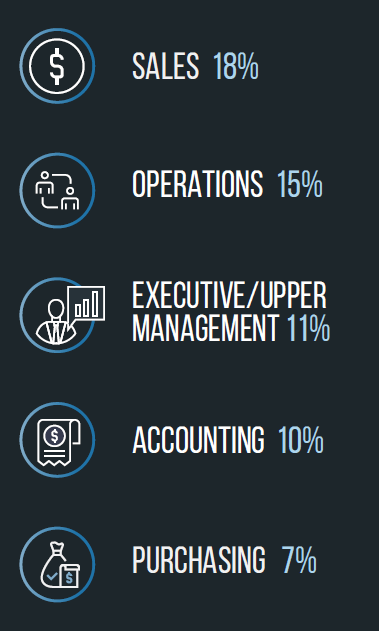 $
SALES 18%
OPERATIONS 15%
EXECUTIVE/UPPER
MANAGEMENT 11%
$
ACCOUNTING 10%
$
PURCHASING 7%